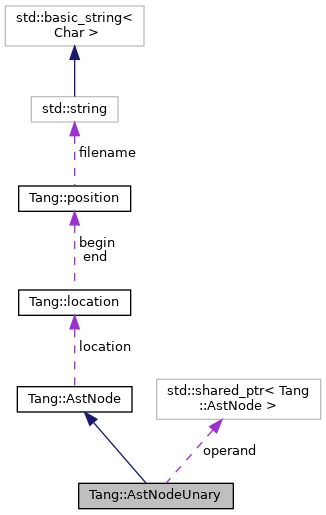 std::basic_string<
Char >
std::string
filename
Tang::position
begin
end
Tang::location
location
Tang::AstNode
std::shared_ptr< Tang
::AstNode >
operand
Tang::AstNodeUnary